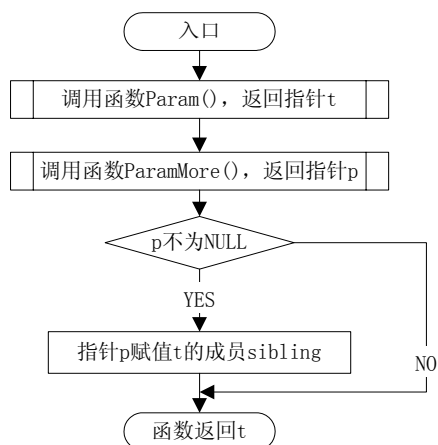 入口
调用函数Param(), 返回指针t
调用函数ParamMore(), 返回指针p
p不为NULL
YES
指针p赋值t的成员sibling
NO
函数返回t